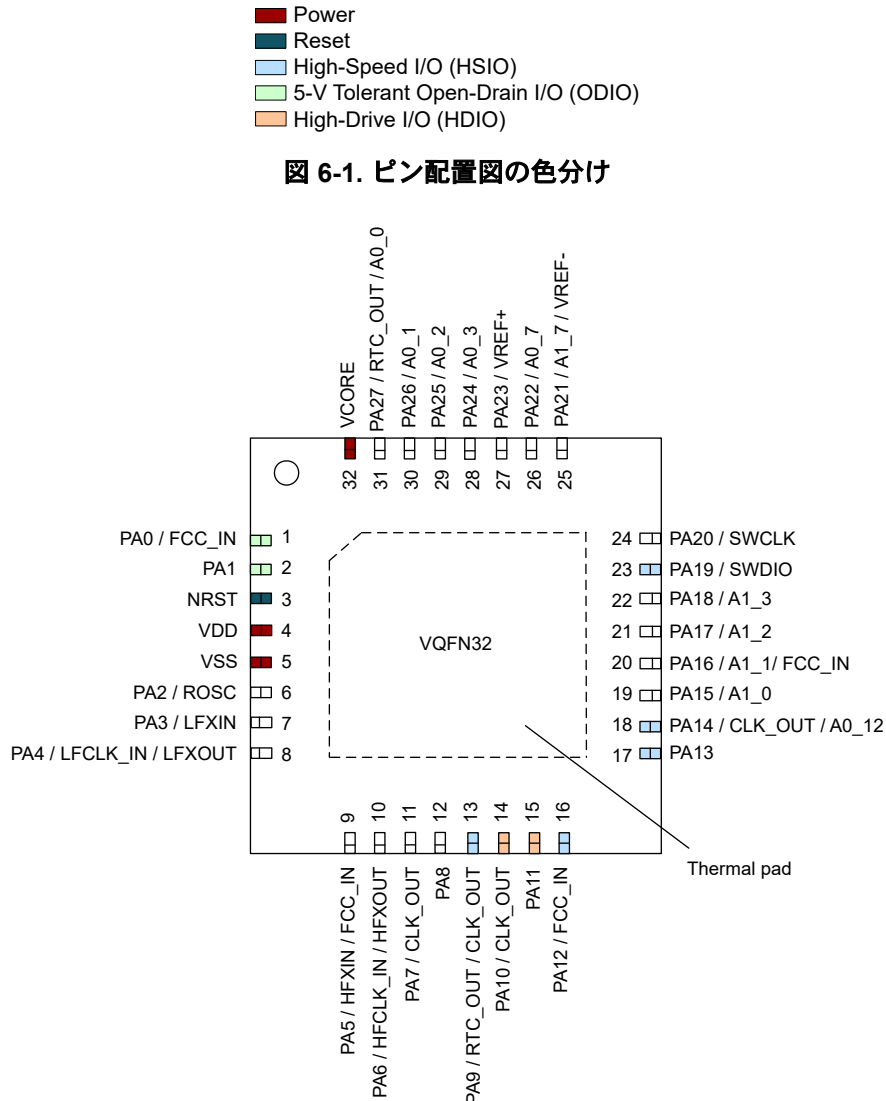 Power
Reset
High-Speed I/O (HSIO)
5-V Tolerant Open-Drain I/O (ODIO)
High-Drive I/O (HDIO)
図 6-1. ピン配置図の色分け
VCORE
PA27 / RTC_OUT / A0_0
PA26 / A0_1
PA25 / A0_2
PA24 / A0_3
PA23 / VREF+
PA22 / A0_7
PA21 / A1_7 / VREF-
32
31
30
29
28
27
26
25
PA0 / FCC_IN 1
PA1 2
NRST 3
VDD 4
VSS 5
PA2 / ROSC 6
PA3 / LFXIN 7
PA4 / LFCLK_IN / LFXOUT 8
VQFN32
24 PA20 / SWCLK
23 PA19 / SWDIO
22 PA18 / A1_3
21 PA17 / A1_2
20 PA16 / A1_1/ FCC_IN
19 PA15 / A1_0
18 PA14 / CLK_OUT / A0_12
17 PA13
9
10
11
12
13
14
15
16
PA5 / HFXIN / FCC_IN
PA6 / HFCLK_IN / HFXOUT
PA7 / CLK_OUT
PA8
PA9 / RTC_OUT / CLK_OUT
PA10 / CLK_OUT
PA11
PA12 / FCC_IN
Thermal pad